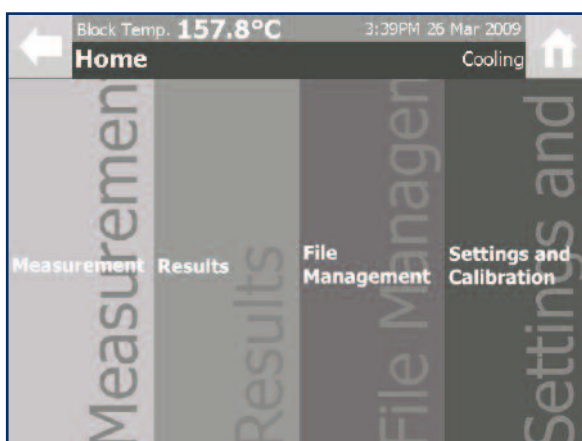 Block Temp. 157.8°C 3:39PM 26 Mar 2009
Home Cooling
Measuremen
Results
File Managen
Settings and
Measurement
Results
File
Management
Settings and
Calibration